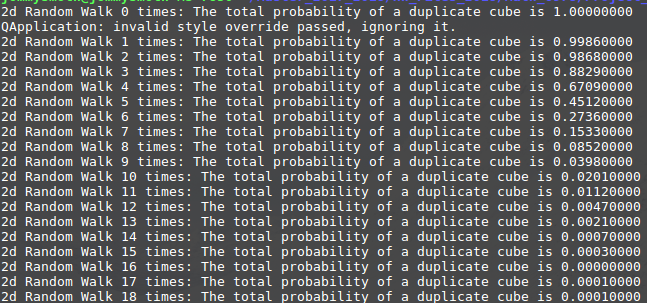 2d Random Walk 0 times: The total probability of a duplicate cube is 1.00000000
QApplication: invalid style override passed, ignoring it.
2d Random Walk 1 times: The total probability of a duplicate cube is 0.99860000
2d Random Walk 2 times: The total probability of a duplicate cube is 0.98680000
2d Random Walk 3 times: The total probability of a duplicate cube is 0.88290000
2d Random Walk 4 times: The total probability of a duplicate cube is 0.67090000
2d Random Walk 5 times: The total probability of a duplicate cube is 0.45120000
2d Random Walk 6 times: The total probability of a duplicate cube is 0.27360000
2d Random Walk 7 times: The total probability of a duplicate cube is 0.15330000
2d Random Walk 8 times: The total probability of a duplicate cube is 0.08520000
2d Random Walk 9 times: The total probability of a duplicate cube is 0.03980000
2d Random Walk 10 times: The total probability of a duplicate cube is 0.02010000
2d Random Walk 11 times: The total probability of a duplicate cube is 0.01120000
2d Random Walk 12 times: The total probability of a duplicate cube is 0.00470000
2d Random Walk 13 times: The total probability of a duplicate cube is 0.00210000
2d Random Walk 14 times: The total probability of a duplicate cube is 0.00070000
2d Random Walk 15 times: The total probability of a duplicate cube is 0.00030000
2d Random Walk 16 times: The total probability of a duplicate cube is 0.00000000
2d Random Walk 17 times: The total probability of a duplicate cube is 0.00010000
2d Random Walk 18 times: The total probability of a duplicate cube is 0.00010000